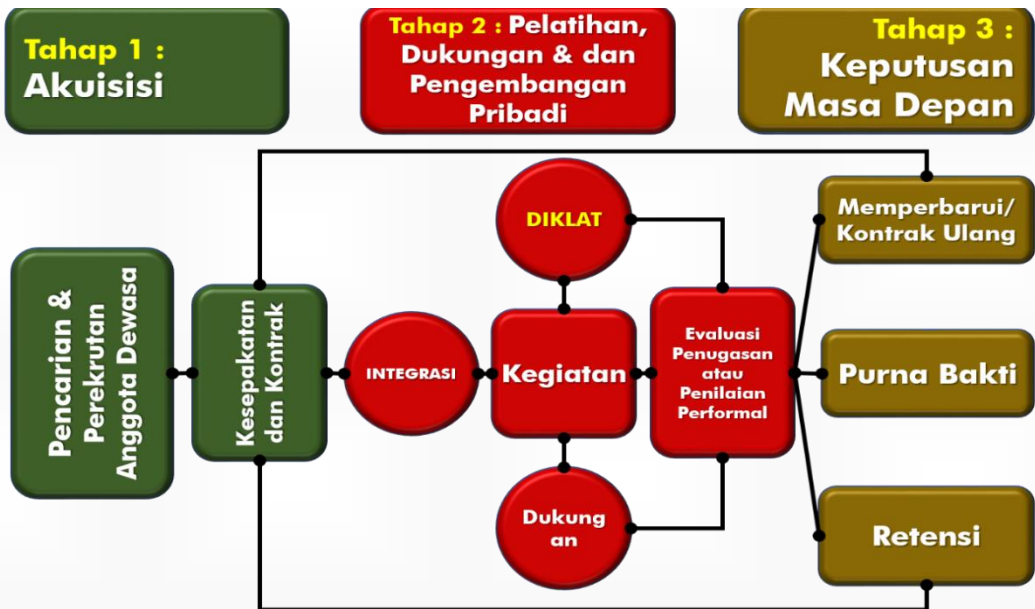 Tahap 1 :
Akuisisi
Tahap 2 : Pelatihan,
Dukungan & dan
Pengembangan
Pribadi
Tahap 3 :
Keputusan
Masa Depan
Pencarian &
Perekrutan
Anggota Dewasa
Kesepakatan
dan Kontrak
INTEGRASI
DIKLAT
Kegiatan
Dukung
an
Evaluasi
Penugasan
atau
Penilaian
Performal
Memperbarui/
Kontrak Ulang
Purna Bakti
Retensi